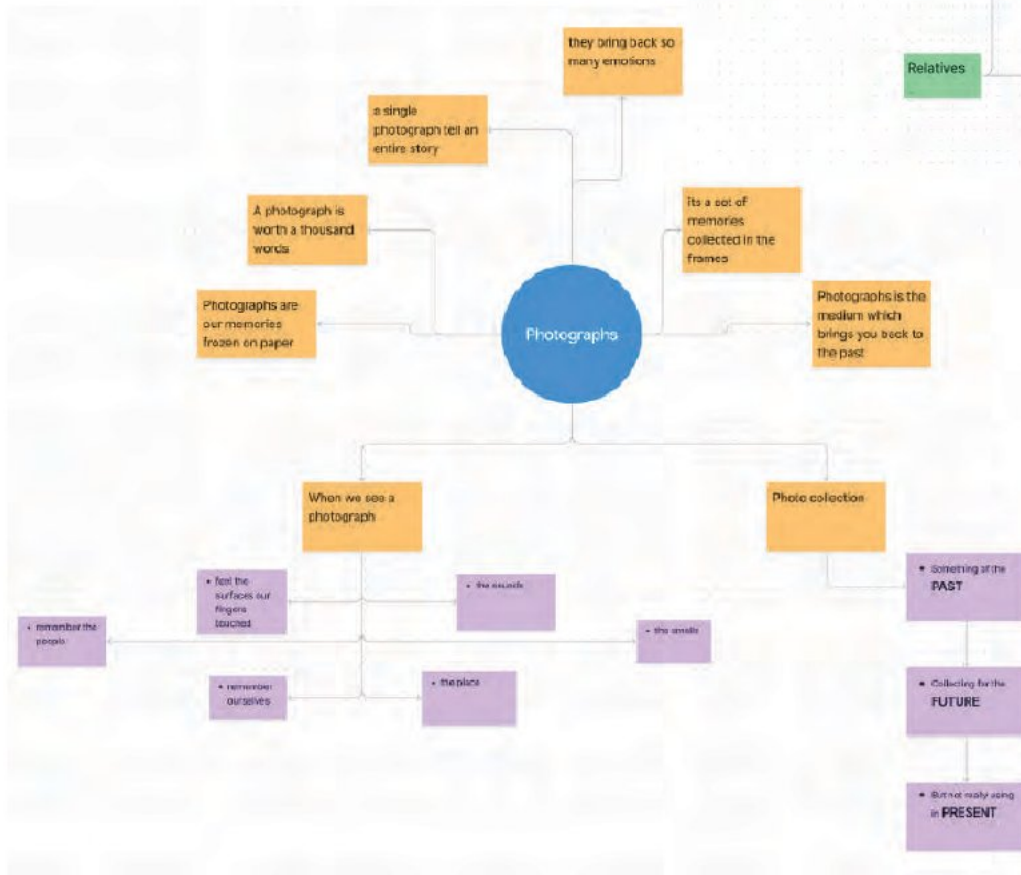 they bring back so
many emotions
Relatives
a single
photograph tell an
entire story
A photograph is
worth a thousand
words
its a set of
memories
collected in the
frames
Photographs are
our memories
frozen on paper
Photographs
Photographs is the
medium which
brings you back to
the past
When we see a
photograph
Photo collection
• feel the
surfaces our
fingers
touched
• the sounds
• Something of the
PAST
• remember the
people
• the smells
• remember
ourselves
• the place
• Collecting for the
FUTURE
• But not really using
in PRESENT